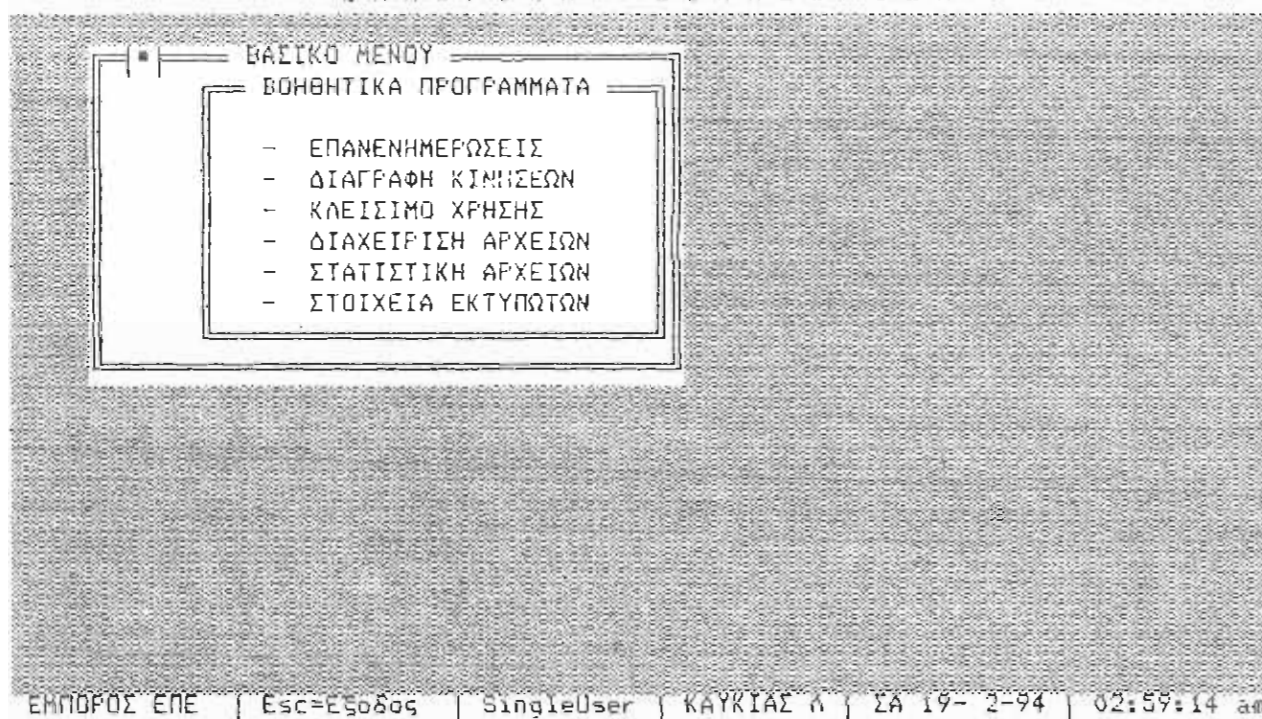 ΒΑΣΙΚΟ ΜΕΝΟΥ
ΒΟΗΘΗΤΙΚΑ ΠΡΟΓΡΑΜΜΑΤΑ
- ΕΠΑΝΕΝΗΜΕΡΩΣΕΙΣ
- ΔΙΑΓΡΑΦΗ ΚΙΝΗΣΕΩΝ
- ΚΛΕΙΣΙΜΟ ΧΡΗΣΗΣ
- ΔΙΑΧΕΙΡΙΣΗ ΑΡΧΕΙΩΝ
- ΣΤΑΤΙΣΤΙΚΗ ΑΡΧΕΙΩΝ
- ΣΤΟΙΧΕΙΑ ΕΚΤΥΠΩΤΩΝ
ΕΜΠΟΡΟΣ ΕΠΕ | Esc=Εξοδος | SingleUser | ΚΑΥΚΙΑΣ Λ | ΣΑ 19- 2-94 | 02:59:14 am